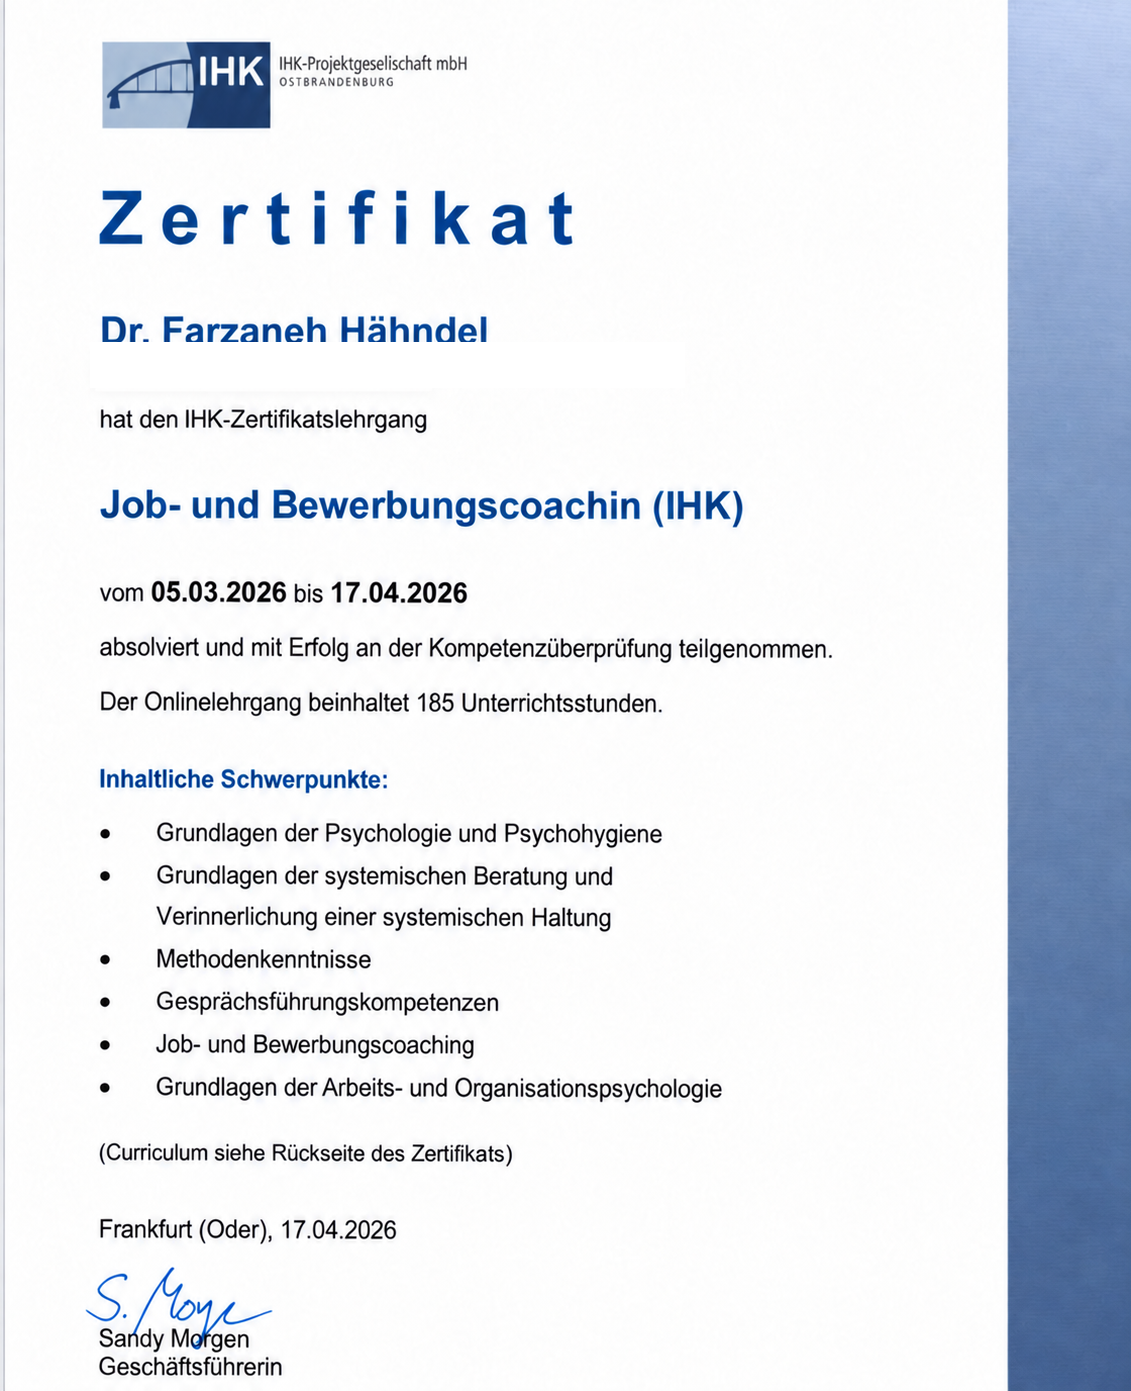 IHK
IHK-Projektgesellschaft mbH
OSTBRANDENBURG
Zertifikat
Dr. Farzaneh Hähndel
hat den IHK-Zertifikatslehrgang
Job- und Bewerbungscoachin (IHK)
vom 05.03.2026 bis 17.04.2026
absolviert und mit Erfolg an der Kompetenzüberprüfung teilgenommen.
Der Onlinelehrgang beinhaltet 185 Unterrichtsstunden.
Inhaltliche Schwerpunkte:
• Grundlagen der Psychologie und Psychohygiene
• Grundlagen der systemischen Beratung und
Verinnerlichung einer systemischen Haltung
• Methodenkenntnisse
• Gesprächsführungskompetenzen
• Job- und Bewerbungscoaching
• Grundlagen der Arbeits- und Organisationspsychologie
(Curriculum siehe Rückseite des Zertifikats)
Frankfurt (Oder), 17.04.2026
Sandy Morgen
Geschäftsführerin